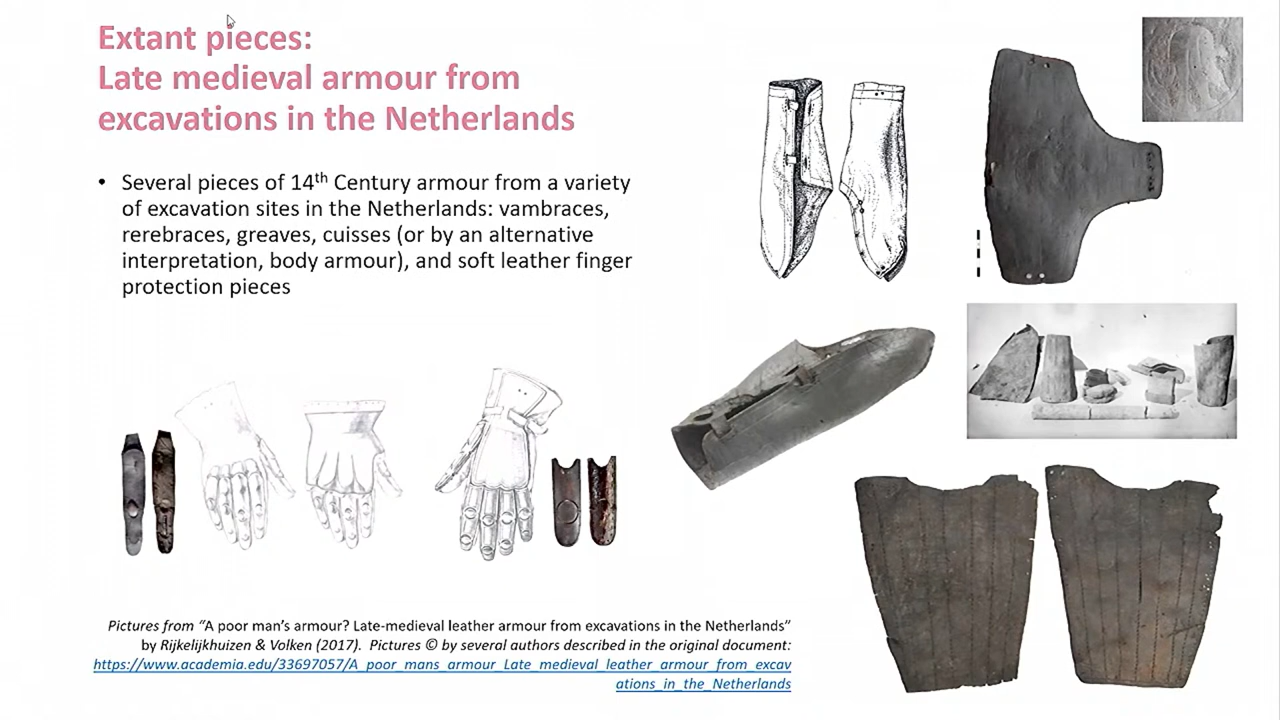 Extant pieces:
Late medieval armour from
excavations in the Netherlands
• Several pieces of 14th Century armour from a variety
of excavation sites in the Netherlands: vambraces,
rerebraces, greaves, cuisses (or by an alternative
interpretation, body armour), and soft leather finger
protection pieces
Pictures from “A poor man’s armour? Late-medieval leather armour from excavations in the Netherlands”
by Rijkelijkhuizen & Volken (2017). Pictures © by several authors described in the original document:
https://www.academia.edu/33697057/A_poor_mans_armour_Late_medieval_leather_armour_from_excav
ations_in_the_Netherlands